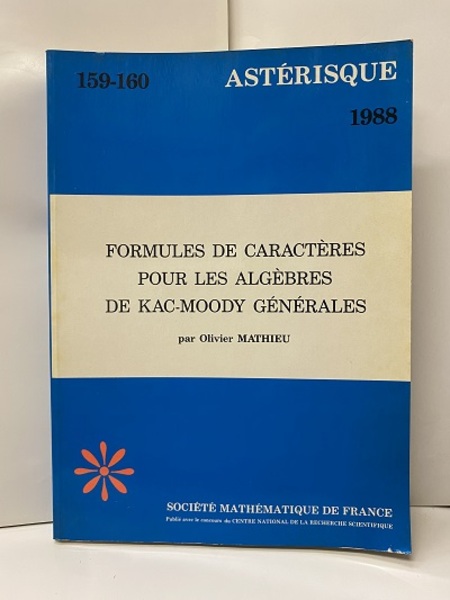 159-160 ASTÉRISQUE
1988
FORMULES DE CARACTÈRES
POUR LES ALGÈBRES
DE KAC-MOODY GÉNÉRALES
par Olivier MATHIEU
SOCIÉTÉ MATHÉMATIQUE DE FRANCE
Publié avec le concours du CENTRE NATIONAL DE LA RECHERCHE SCIENTIFIQUE